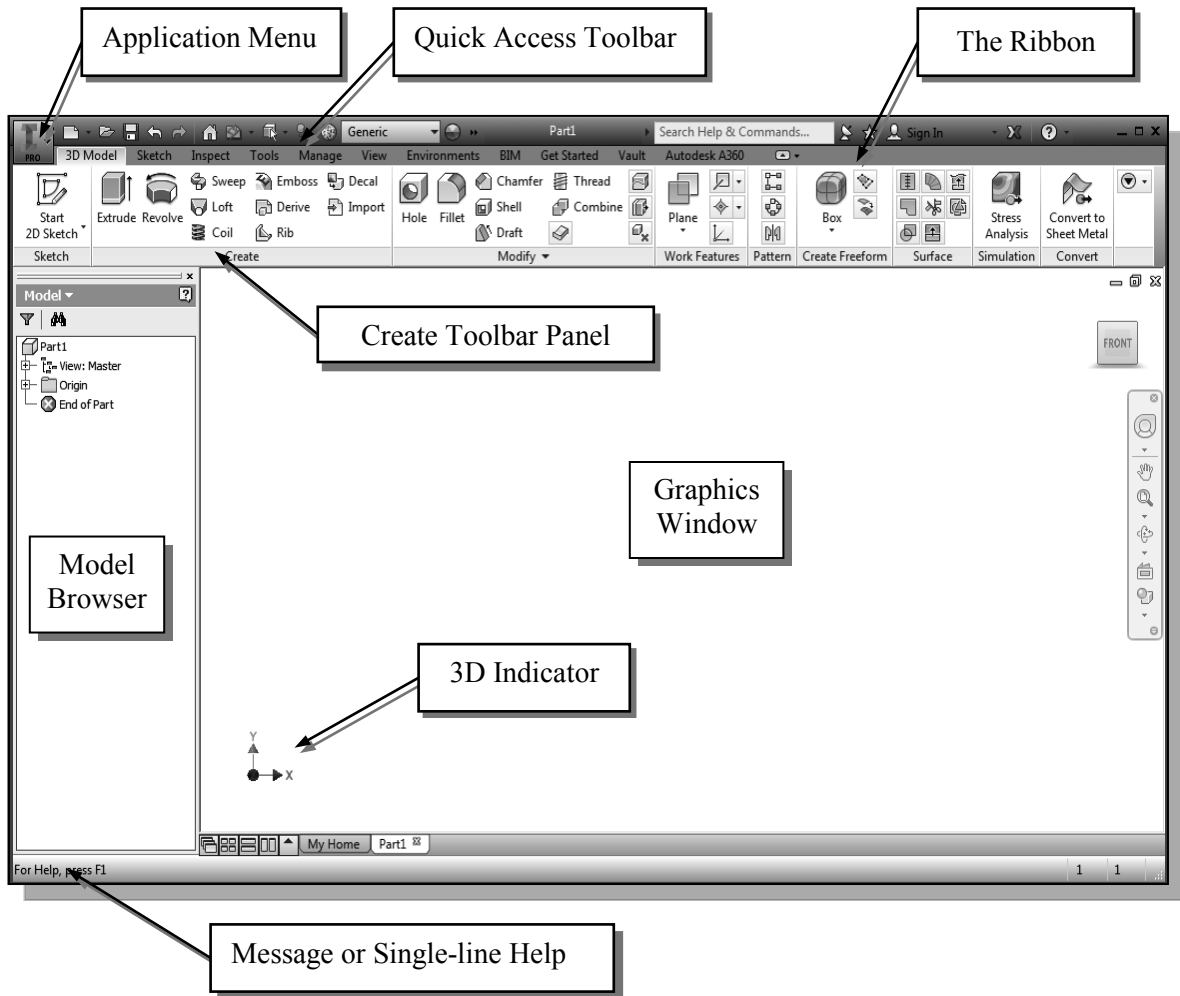 Application Menu
Quick Access Toolbar
The Ribbon
PRO
Generic
Part1
Search Help & Commands...
Sign In
3D Model Sketch Inspect Tools Manage View Environments BIM Get Started Vault Autodesk A360
Start
2D Sketch
Extrude Revolve
Sweep Emboss Decal
Loft Derive Import
Coil Rib
Hole Fillet
Chamfer Thread
Shell Combine
Draft
Plane
Box
Stress
Analysis
Convert to
Sheet Metal
Sketch Create Modify Work Features Pattern Create Freeform Surface Simulation Convert
Model
Part1
View: Master
Origin
End of Part
Create Toolbar Panel
FRONT
Graphics
Window
Model
Browser
3D Indicator
Y
X
My Home Part1
For Help, press F1
1 1
Message or Single-line Help